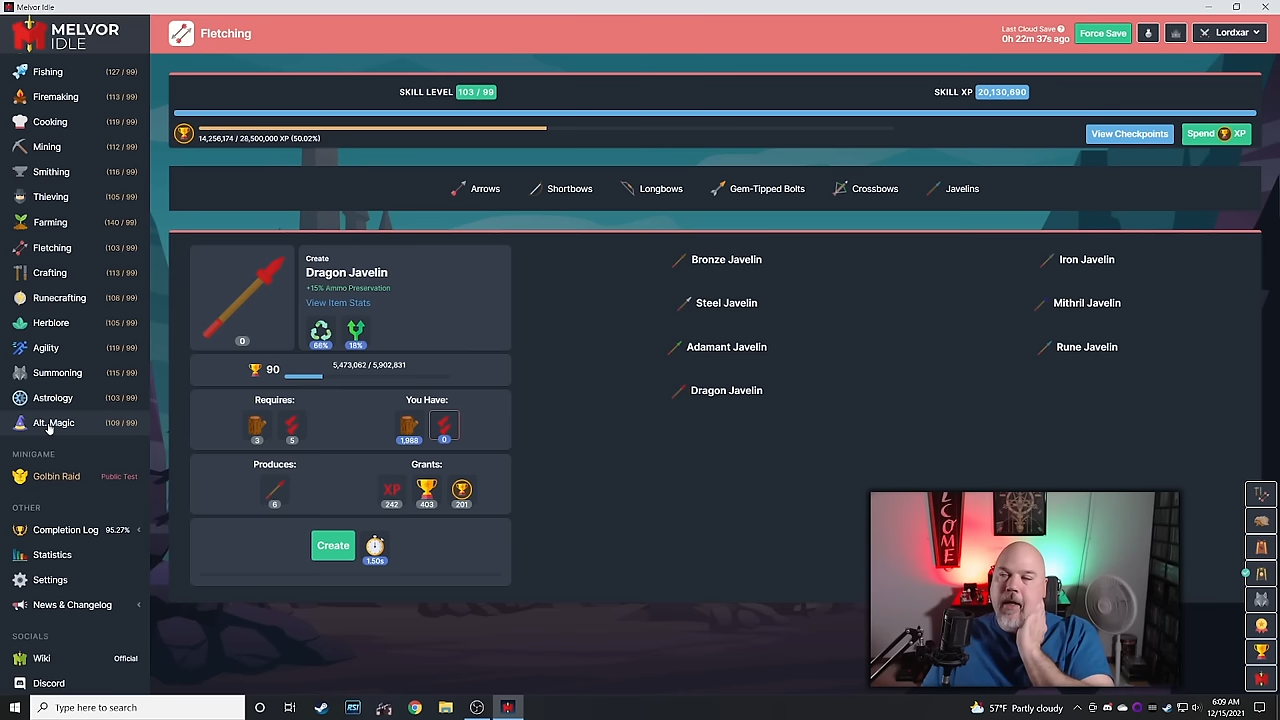 Melvor Idle
MELVOR
IDLE
Fletching
Last Cloud Save
0h 22m 37s ago
Force Save
Lordxar
Fishing (127 / 99)
Firemaking (113 / 99)
Cooking (119 / 99)
Mining (112 / 99)
Smithing (116 / 99)
Thieving (105 / 99)
Farming (140 / 99)
Fletching (103 / 99)
Crafting (113 / 99)
Runecrafting (108 / 99)
Herblore (105 / 99)
Agility (119 / 99)
Summoning (115 / 99)
Astrology (103 / 99)
Alt. Magic (109 / 99)
MINIGAME
Golbin Raid Public Test
OTHER
Completion Log 95.27%
Statistics
Settings
News & Changelog
SOCIALS
Wiki Official
Discord
SKILL LEVEL 103 / 99
SKILL XP 20,130,690
14,256,174 / 28,500,000 XP (50.02%)
View Checkpoints
Spend XP
Arrows
Shortbows
Longbows
Gem-Tipped Bolts
Crossbows
Javelins
Create
Dragon Javelin
+15% Ammo Preservation
View Item Stats
0
66% 18%
90
5,473,062 / 5,902,831
Requires: You Have:
3 5 1,988 0
Produces: Grants:
XP
6 242 403 201
Create
1.50s
Bronze Javelin
Iron Javelin
Steel Javelin
Mithril Javelin
Adamant Javelin
Rune Javelin
Dragon Javelin
LCOME
Type here to search
57°F Partly cloudy
6:09 AM
12/15/2021